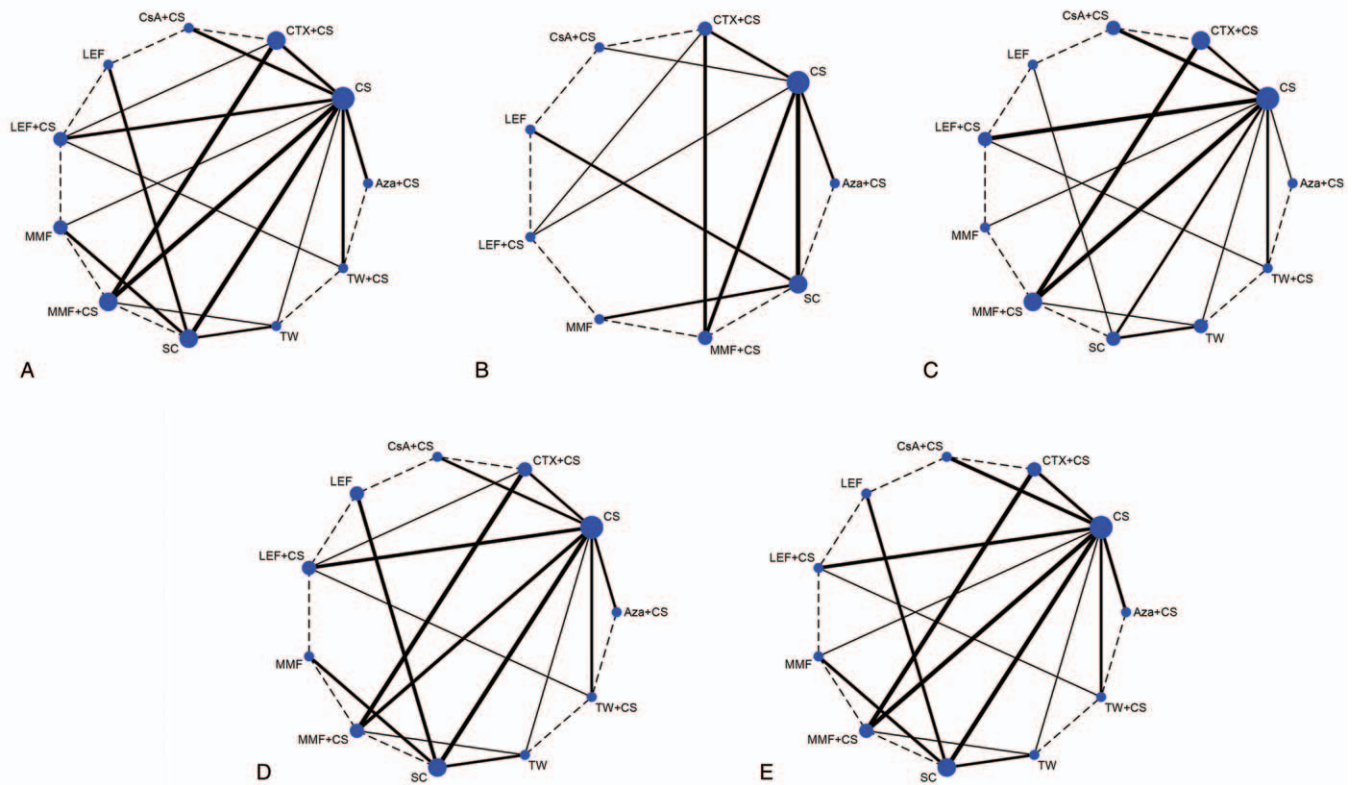 CsA+CS
CTX+CS
LEF
CS
LEF+CS
Aza+CS
MMF
TW+CS
MMF+CS
TW
SC
A
CTX+CS
CsA+CS
CS
LEF
Aza+CS
LEF+CS
SC
MMF
MMF+CS
B
CsA+CS
CTX+CS
LEF
CS
LEF+CS
Aza+CS
MMF
TW+CS
MMF+CS
TW
SC
C
CsA+CS
CTX+CS
LEF
CS
LEF+CS
Aza+CS
MMF
TW+CS
MMF+CS
TW
SC
D
CsA+CS
CTX+CS
LEF
CS
LEF+CS
Aza+CS
MMF
TW+CS
MMF+CS
TW
SC
E